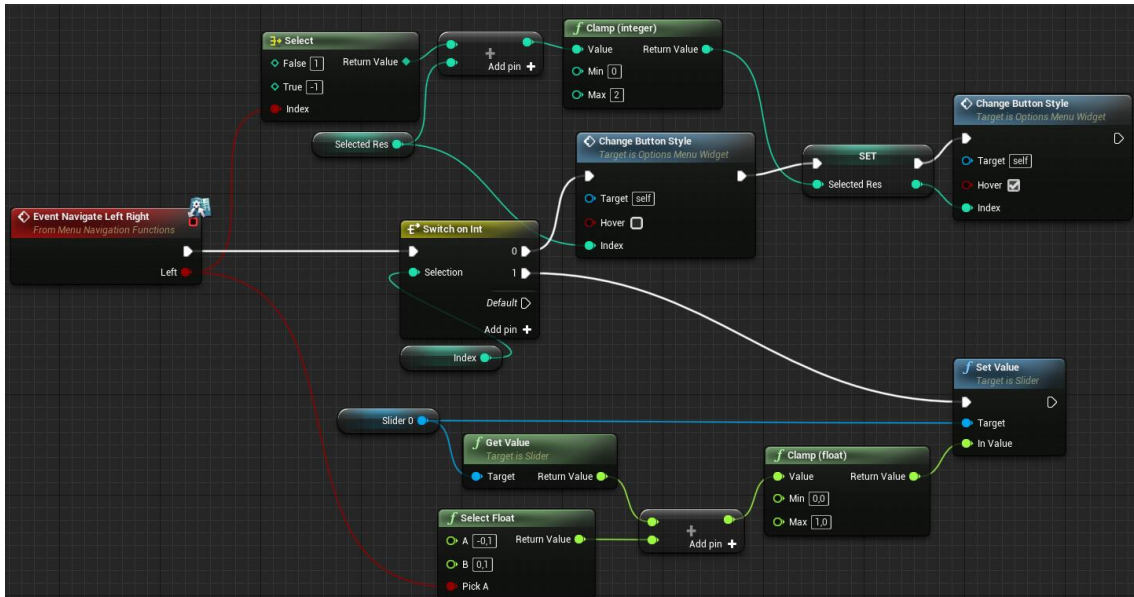 Select
False 1 Return Value
True -1
Index
+
Add pin +
Clamp (integer)
Value Return Value
Min 0
Max 2
Selected Res
Change Button Style
Target is Options Menu Widget
Target self
Hover
Index
SET
Selected Res
Change Button Style
Target is Options Menu Widget
Target self
Hover
Index
Event Navigate Left Right
From Menu Navigation Functions
Left
Switch on Int
0
Selection 1
Default
Add pin +
Index
Slider 0
f Get Value
Target is Slider
Target Return Value
f Select Float
A -0,1 Return Value
B 0,1
Pick A
+
Add pin +
f Clamp (float)
Value Return Value
Min 0,0
Max 1,0
f Set Value
Target is Slider
Target
In Value